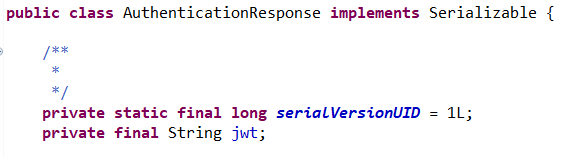 public class AuthenticationResponse implements Serializable {
/**
*
*/
private static final long serialVersionUID = 1L;
private final String jwt;